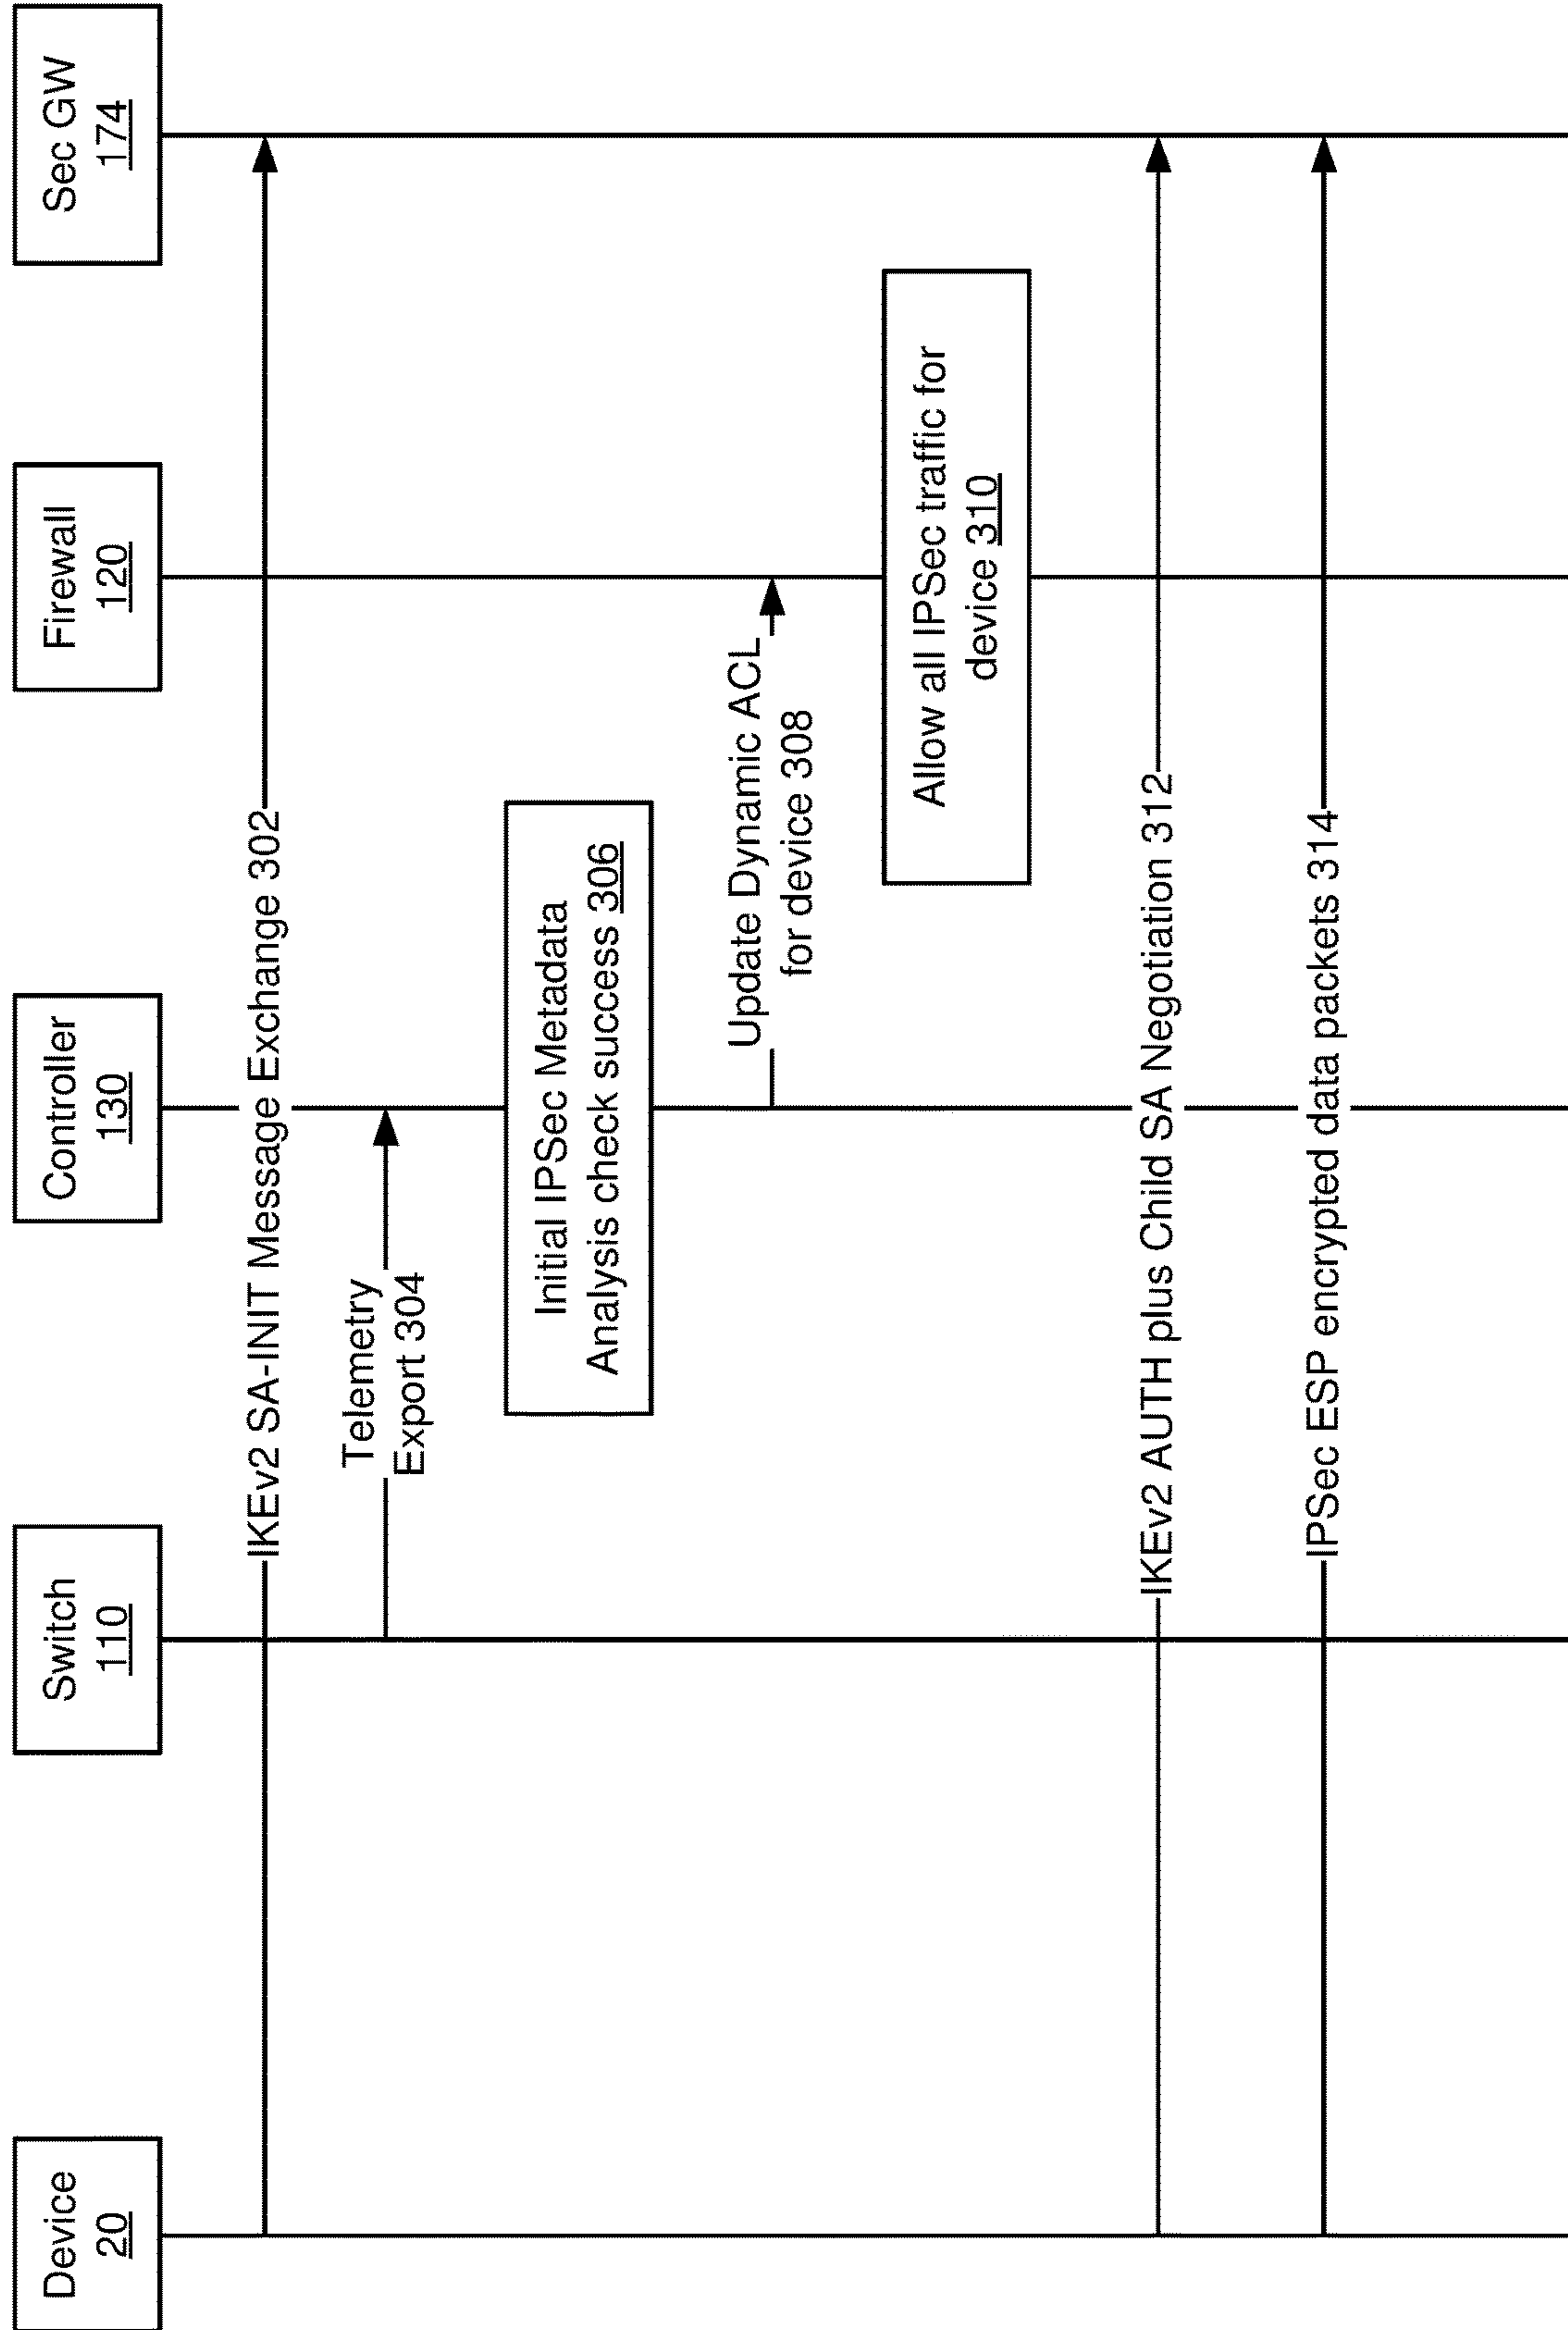 Device
20
Switch
110
Controller
130
Firewall
120
Sec GW
174
IKEv2 SA-INIT Message Exchange 302
Telemetry
Export 304
Initial IPSec Metadata
Analysis check success 306
Update Dynamic ACL
for device 308
Allow all IPSec traffic for
device 310
IKEv2 AUTH plus Child SA Negotiation 312
IPSec ESP encrypted data packets 314